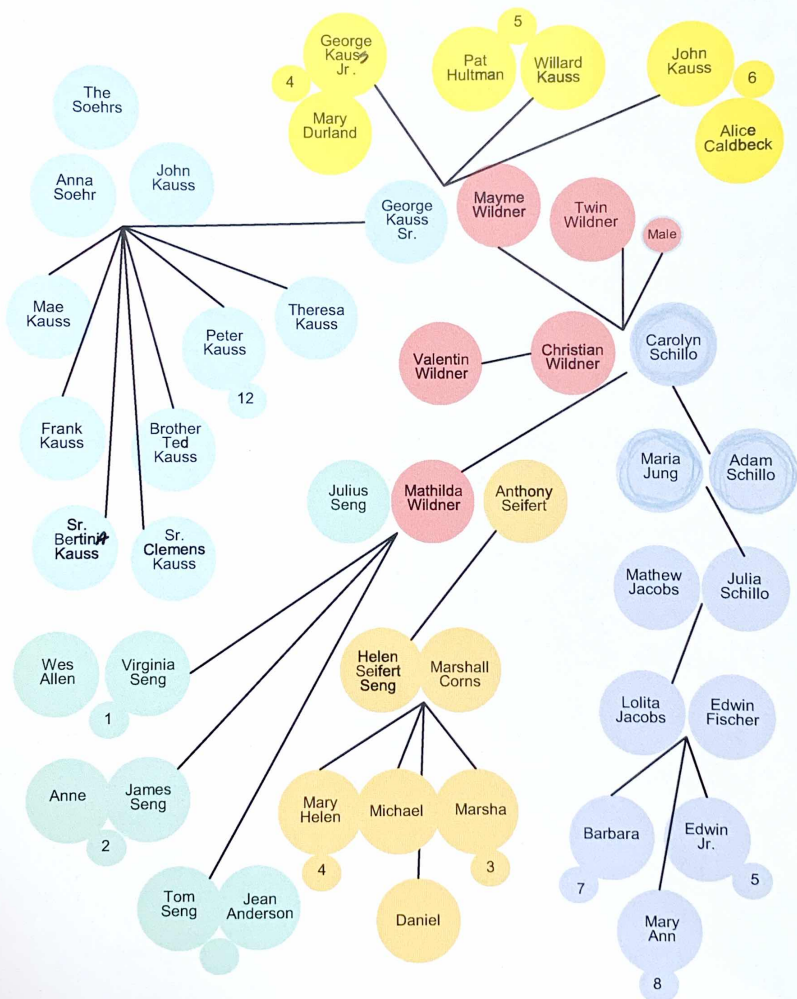 George
Kauss
Jr.
4
Mary
Durland
5
Pat
Hultman
Willard
Kauss
John
Kauss
6
Alice
Caldbeck
The
Soehrs
Anna
Soehr
John
Kauss
George
Kauss
Sr.
Mayme
Wildner
Twin
Wildner
Male
Mae
Kauss
Peter
Kauss
12
Theresa
Kauss
Frank
Kauss
Brother
Ted
Kauss
Sr.
BertiniA
Kauss
Sr.
Clemens
Kauss
Valentin
Wildner
Christian
Wildner
Carolyn
Schillo
Maria
Jung
Adam
Schillo
Julius
Seng
Mathilda
Wildner
Anthony
Seifert
Mathew
Jacobs
Julia
Schillo
Wes
Allen
Virginia
Seng
1
Helen
Seifert
Seng
Marshall
Corns
Lolita
Jacobs
Edwin
Fischer
Anne
James
Seng
2
Mary
Helen
4
Michael
Marsha
3
Barbara
7
Edwin
Jr.
5
Tom
Seng
Jean
Anderson
Daniel
Mary
Ann
8